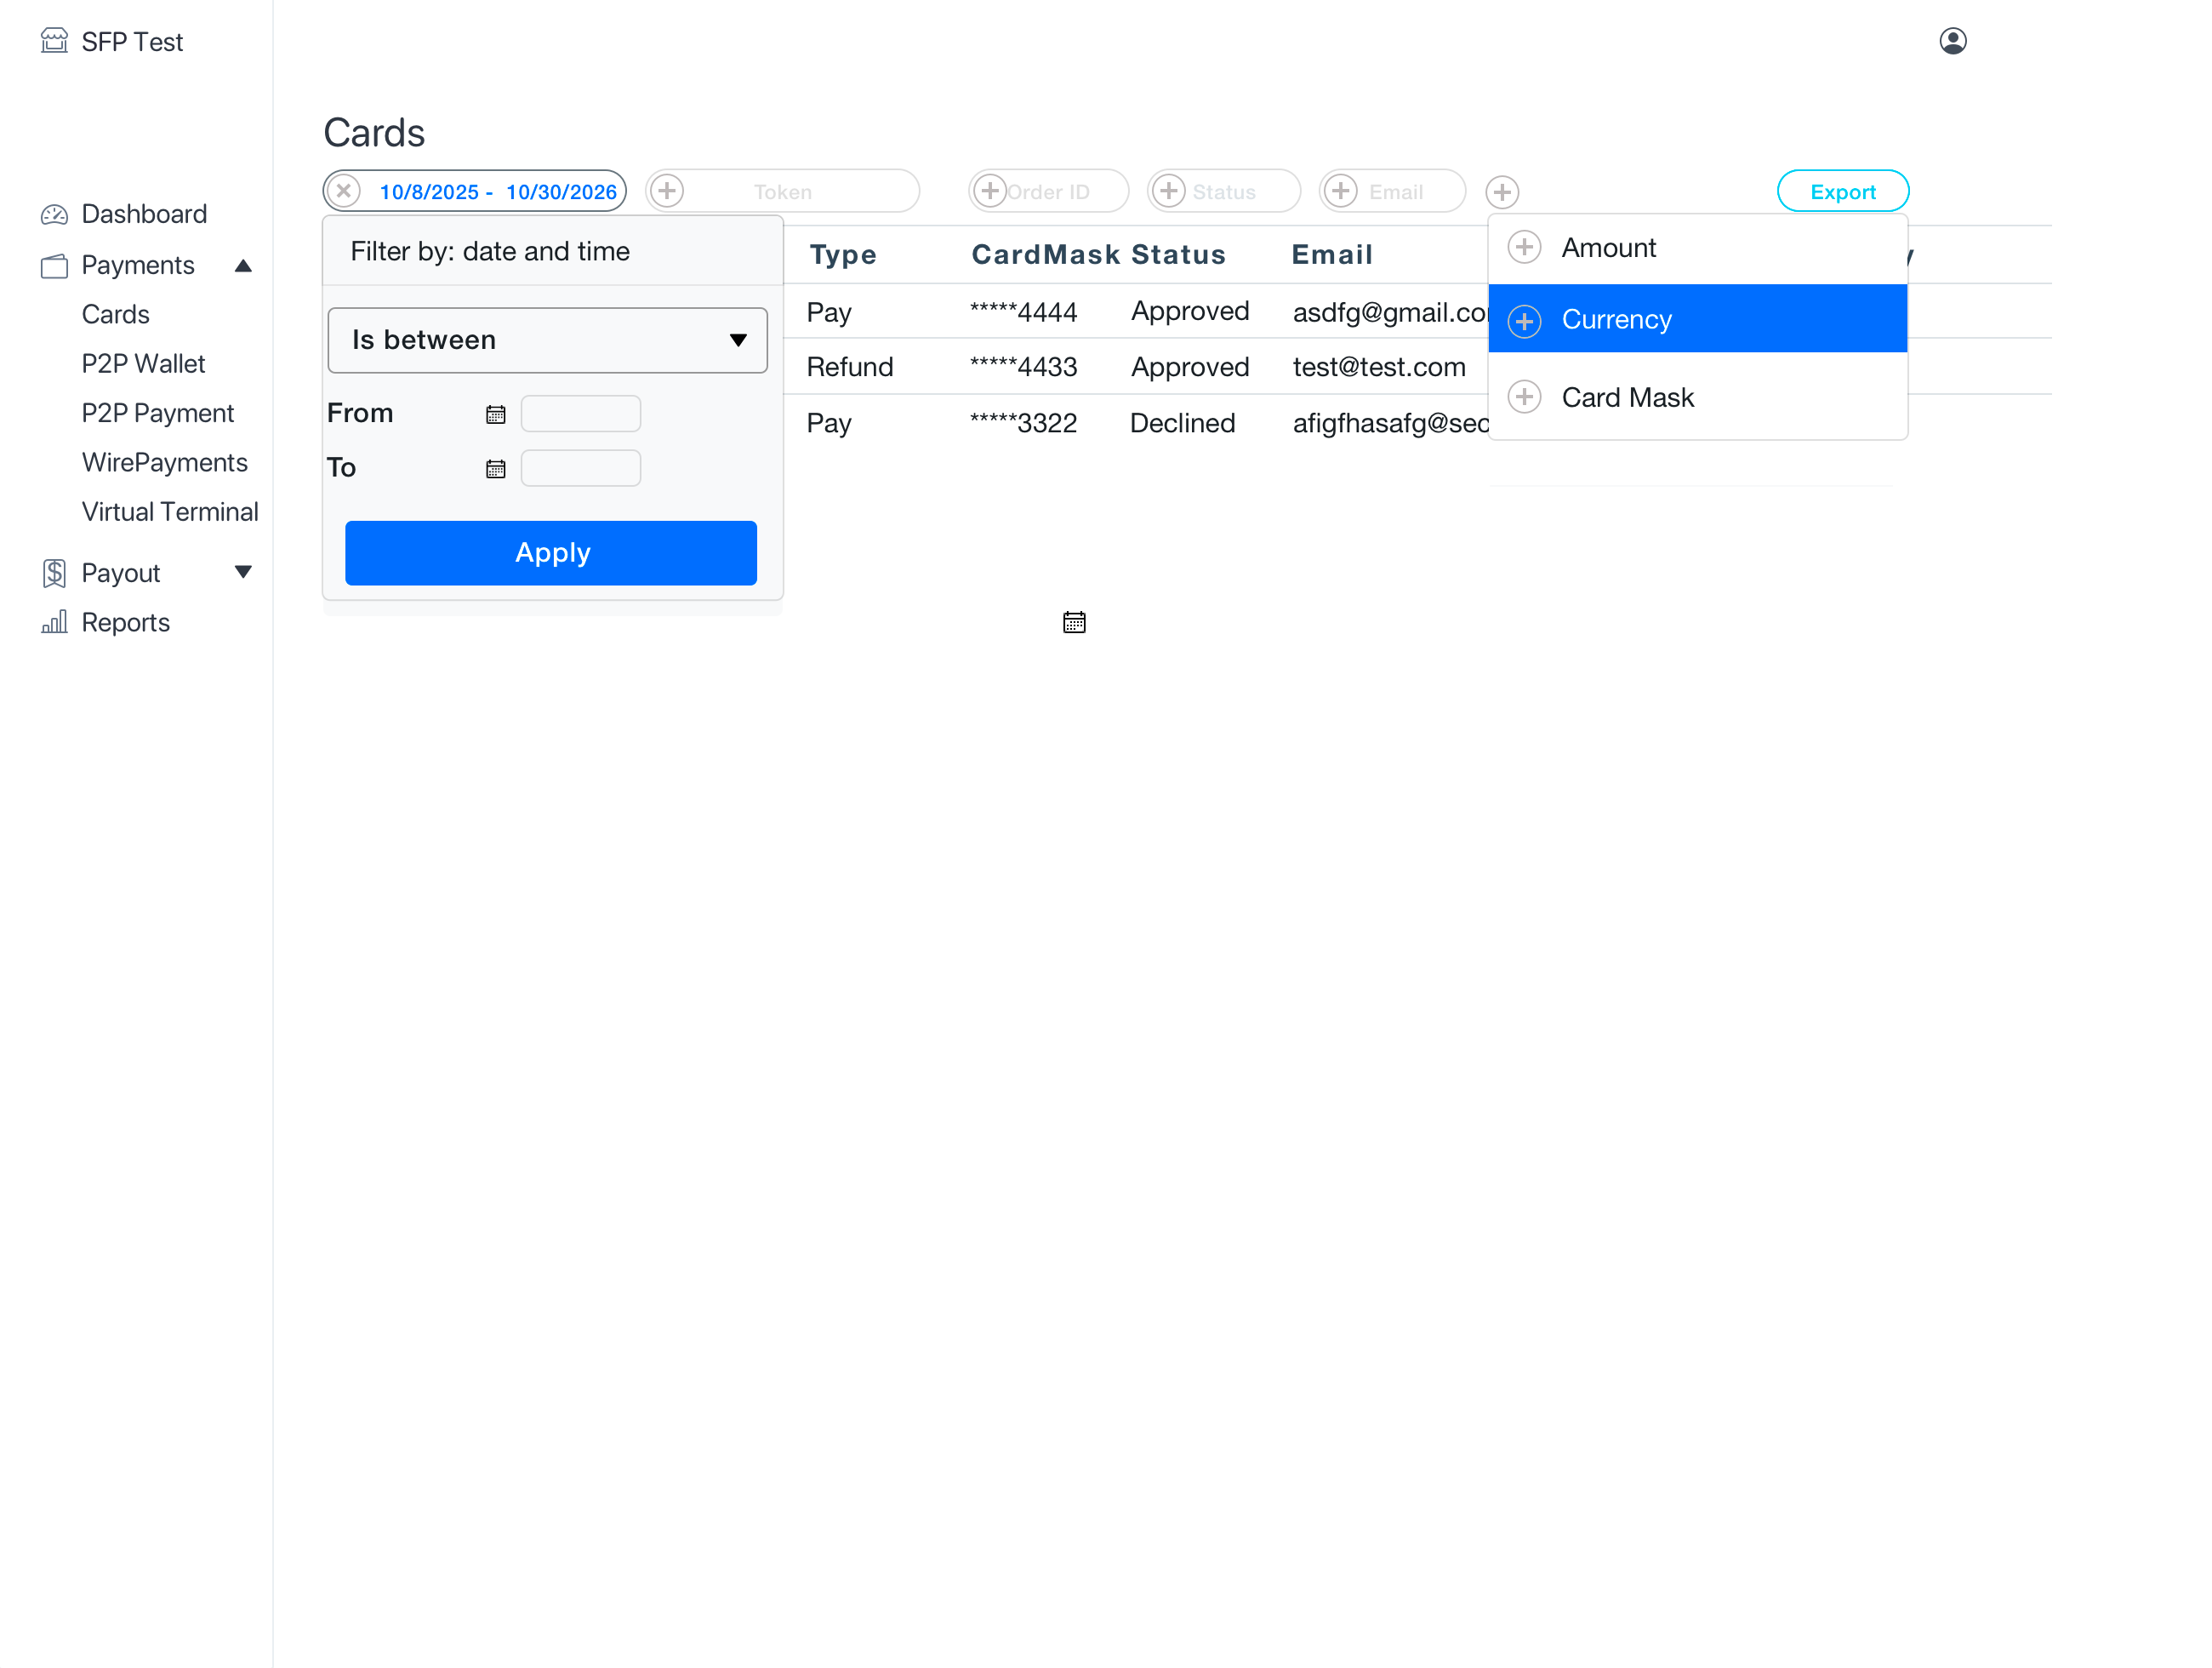 SFP Test
Dashboard
Payments
Cards
P2P Wallet
P2P Payment
WirePayments
Virtual Terminal
Payout
Reports
Cards
10/8/2025 - 10/30/2026
Token
Order ID
Status
Email
Export
Filter by: date and time
Is between
From
To
Apply
Type CardMask Status Email
Pay *****4444 Approved asdfg@gmail.co
Refund *****4433 Approved test@test.com
Pay *****3322 Declined afigfhasafg@sec
Amount
Currency
Card Mask